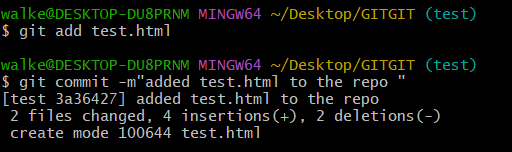 walke@DESKTOP-DU8PRNM MINGW64 ~/Desktop/GITGIT (test)
$ git add test.html
walke@DESKTOP-DU8PRNM MINGW64 ~/Desktop/GITGIT (test)
$ git commit -m"added test.html to the repo "
[test 3a36427] added test.html to the repo
 2 files changed, 4 insertions(+), 2 deletions(-)
 create mode 100644 test.html